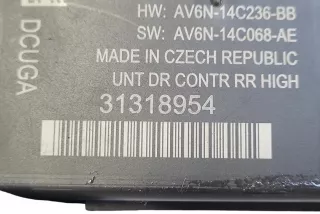 HW: AV6N-14C236-BB
SW: AV6N-14C068-AE
MADE IN CZECH REPUBLIC
UNT DR CONTR RR HIGH
31318954
DCUGA